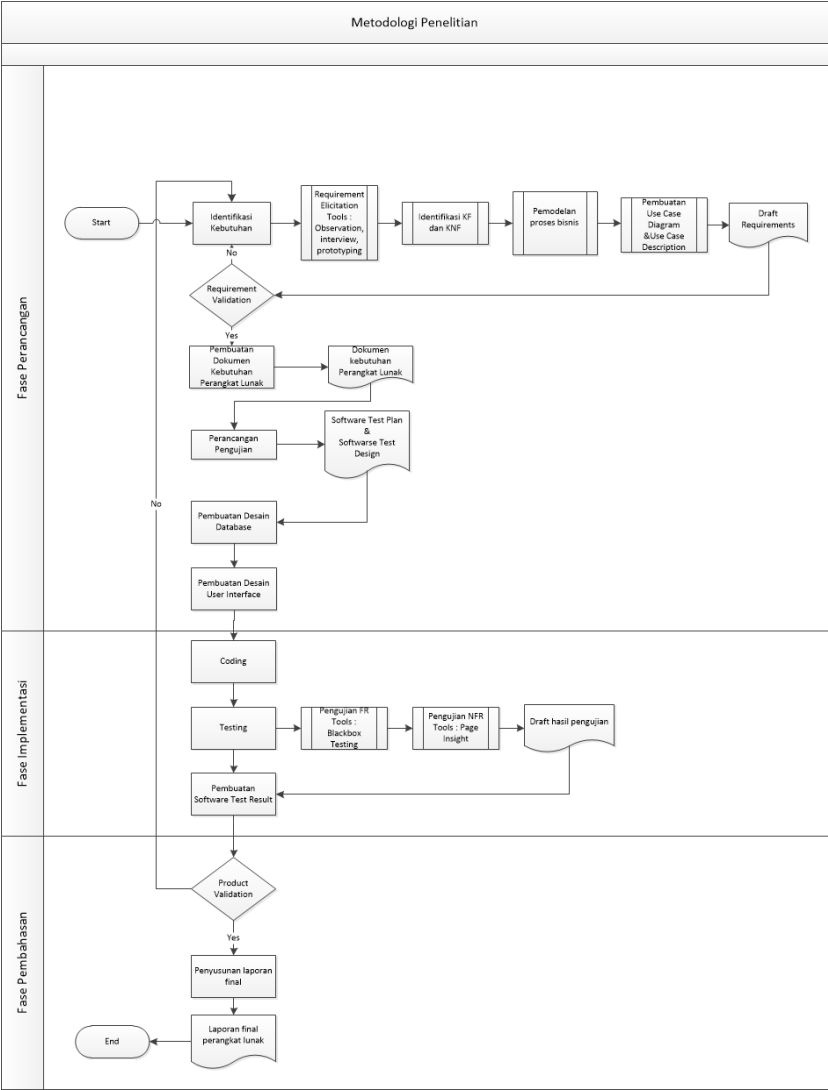 Metodologi Penelitian
Fase Perancangan
Start
Identifikasi
Kebutuhan
Requirement
Elicitation
Tools :
Observation,
interview,
prototyping
Identifikasi KF
dan KNF
Pemodelan
proses bisnis
Pembuatan
Use Case
Diagram
&Use Case
Description
Draft
Requirements
No
Requirement
Validation
Yes
Pembuatan
Dokumen
Kebutuhan
Perangkat Lunak
Dokumen
kebutuhan
Perangkat Lunak
Perancangan
Pengujian
Software Test Plan
&
Softwarse Test
Design
No
Pembuatan Desain
Database
Pembuatan Desain
User Interface
Fase Implementasi
Coding
Testing
Pengujian FR
Tools :
Blackbox
Testing
Pengujian NFR
Tools : Page
Insight
Draft hasil pengujian
Pembuatan
Software Test Result
Fase Pembahasan
Product
Validation
Yes
Penyusunan laporan
final
Laporan final
perangkat lunak
End